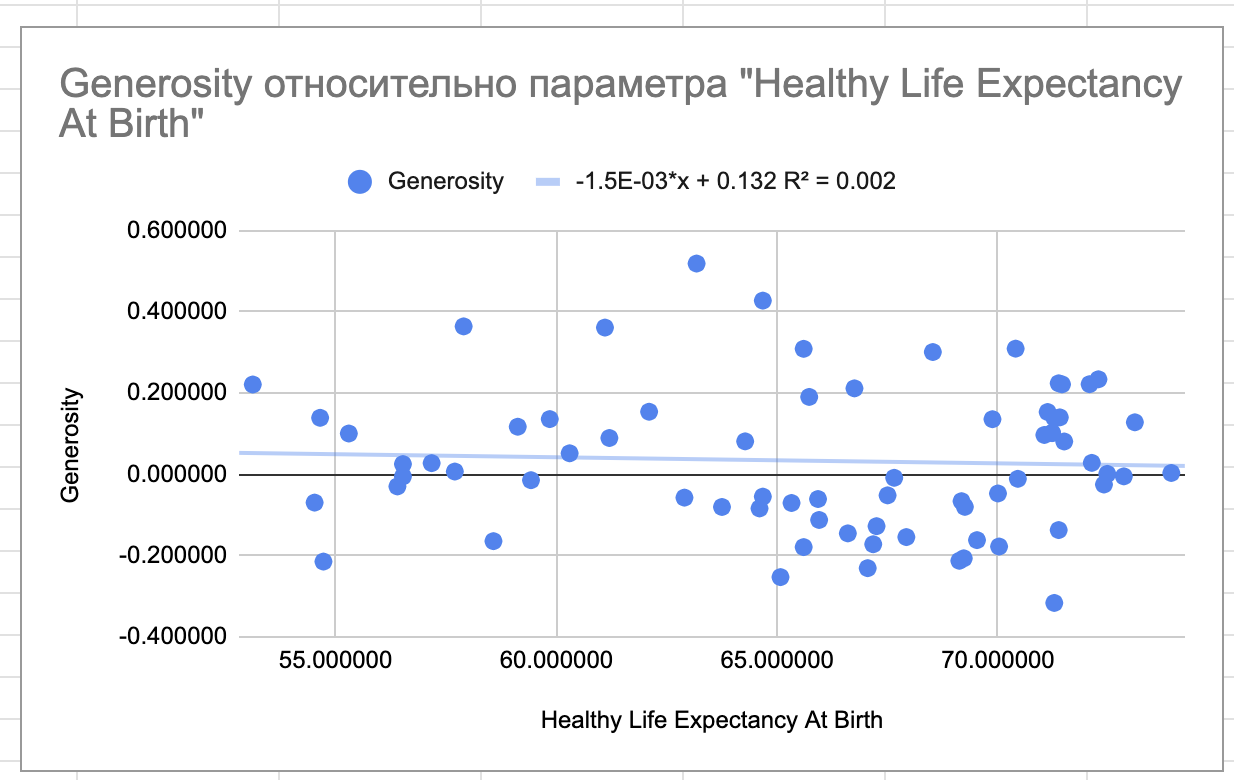 Generosity относительно параметра "Healthy Life Expectancy
At Birth"
Generosity
-1.5E-03*x + 0.132 R² = 0.002
0.600000
0.400000
0.200000
0.000000
-0.200000
-0.400000
Generosity
55.000000
60.000000
65.000000
70.000000
Healthy Life Expectancy At Birth